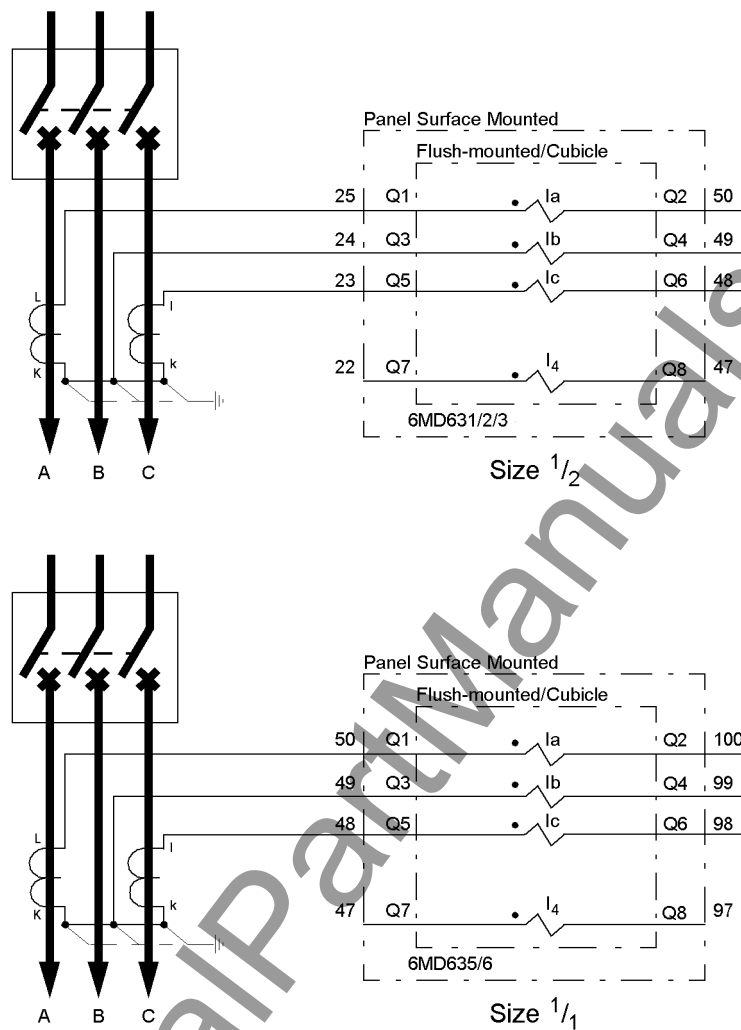 Panel Surface Mounted
Flush-mounted/Cubicle
25 Q1 Ia Q2 50
24 Q3 Ib Q4 49
23 Q5 Ic Q6 48
L l
K k
22 Q7 I4 Q8 47
6MD631/2/3
A B C
Size 1/2
Panel Surface Mounted
Flush-mounted/Cubicle
50 Q1 Ia Q2 100
49 Q3 Ib Q4 99
48 Q5 Ic Q6 98
L l
K k
47 Q7 I4 Q8 97
6MD635/6
A B C
Size 1/1
alPartManuals